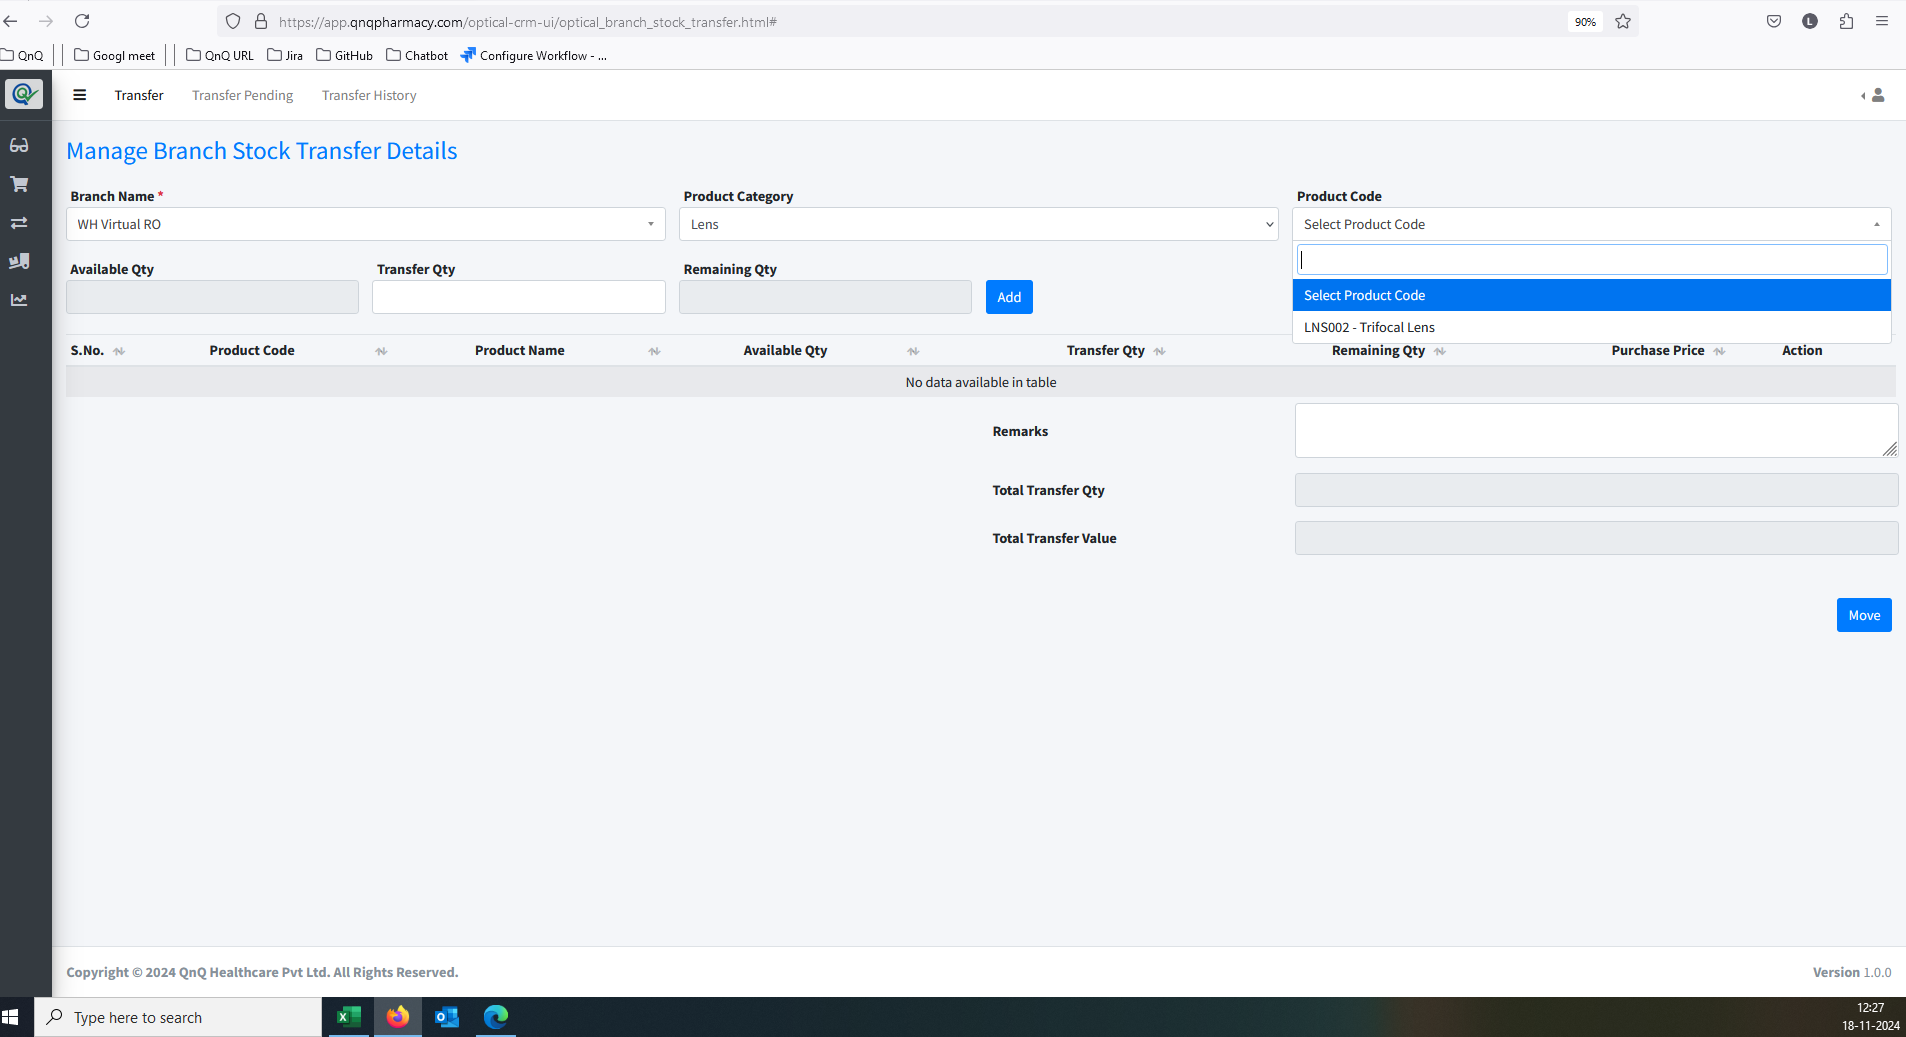 https://app.qnqpharmacy.com/optical-crm-ui/optical_branch_stock_transfer.html#
90%
L
QnQ
Googl meet
QnQ URL
Jira
GitHub
Chatbot
Configure Workflow - ...
Transfer
Transfer Pending
Transfer History
Manage Branch Stock Transfer Details
Branch Name *
Product Category
Product Code
WH Virtual RO
Lens
Select Product Code
Available Qty
Transfer Qty
Remaining Qty
Add
Select Product Code
LNS002 - Trifocal Lens
S.No.
Product Code
Product Name
Available Qty
Transfer Qty
Remaining Qty
Purchase Price
Action
No data available in table
Remarks
Total Transfer Qty
Total Transfer Value
Move
Copyright © 2024 QnQ Healthcare Pvt Ltd. All Rights Reserved.
Version 1.0.0
Type here to search
12:27
18-11-2024